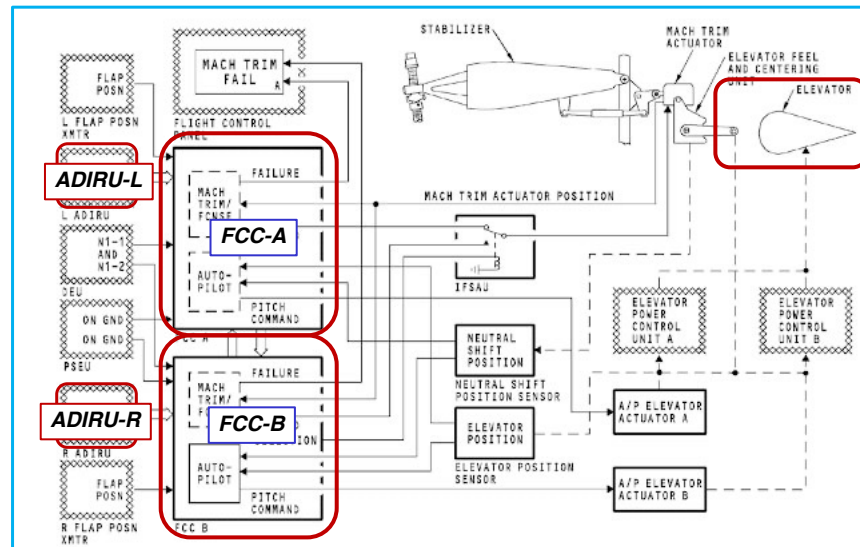 FLAP
POSN
L FLAP POSN
XMTR
MACH TRIM
FAIL
A
FLIGHT CONTROL
PANEL
STABILIZER
MACH TRIM
ACTUATOR
ELEVATOR FEEL
AND CENTERING
UNIT
ELEVATOR
ADIRU-L
L ADIRU
FAILURE
MACH
TRIM/
FCC-A
AUTO-
PILOT
PITCH
COMMAND
FCC A
MACH TRIM ACTUATOR POSITION
IFSAU
N1-1
AND
N1-2
DEU
ON GND
ON GND
PSEU
ADIRU-R
R ADIRU
FLAP
POSN
R FLAP POSN
XMTR
FAILURE
MACH
TRIM/
FCC-B
AUTO-
PILOT
PITCH
COMMAND
FCC B
NEUTRAL
SHIFT
POSITION
NEUTRAL SHIFT
POSITION SENSOR
ELEVATOR
POSITION
ELEVATOR POSITION
SENSOR
ELEVATOR
POWER
CONTROL
UNIT A
ELEVATOR
POWER
CONTROL
UNIT B
A/P ELEVATOR
ACTUATOR A
A/P ELEVATOR
ACTUATOR B